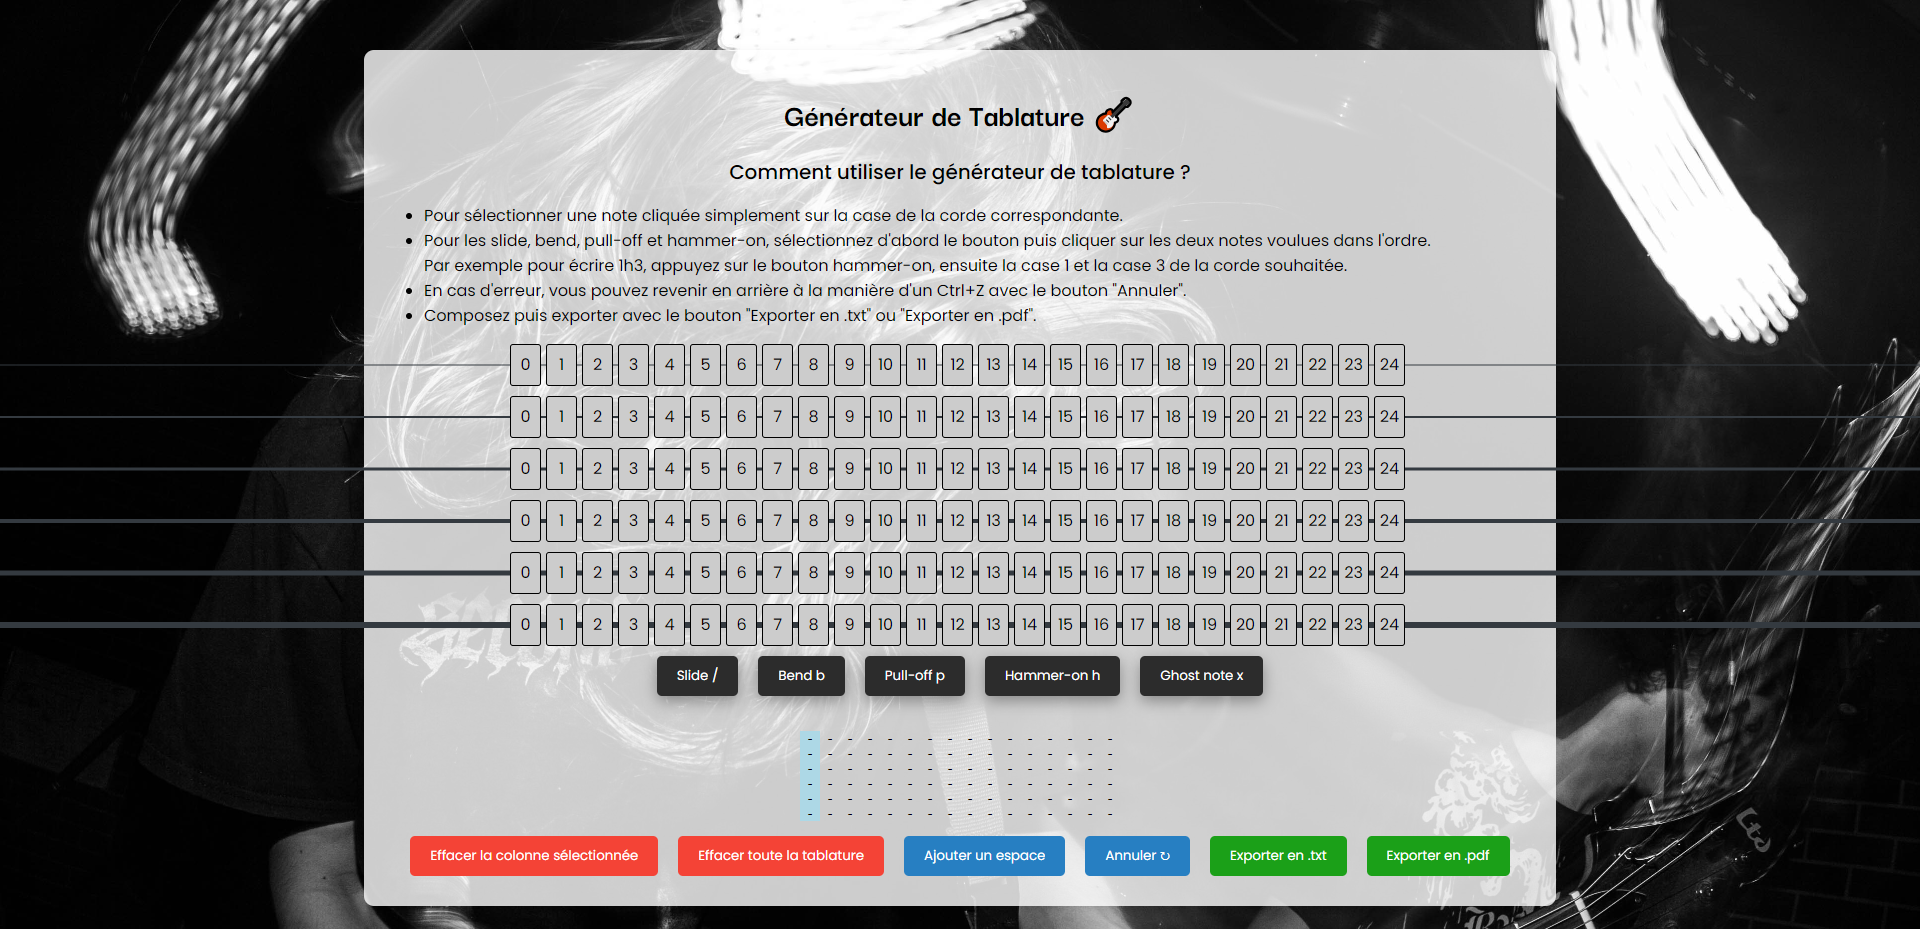 Générateur de Tablature
Comment utiliser le générateur de tablature ?
Pour sélectionner une note cliquée simplement sur la case de la corde correspondante.
Pour les slide, bend, pull-off et hammer-on, sélectionnez d'abord le bouton puis cliquer sur les deux notes voulues dans l'ordre.
Par exemple pour écrire 1h3, appuyez sur le bouton hammer-on, ensuite la case 1 et la case 3 de la corde souhaitée.
En cas d'erreur, vous pouvez revenir en arrière à la manière d'un Ctrl+Z avec le bouton "Annuler".
Composez puis exporter avec le bouton "Exporter en .txt" ou "Exporter en .pdf".
0 1 2 3 4 5 6 7 8 9 10 11 12 13 14 15 16 17 18 19 20 21 22 23 24
0 1 2 3 4 5 6 7 8 9 10 11 12 13 14 15 16 17 18 19 20 21 22 23 24
0 1 2 3 4 5 6 7 8 9 10 11 12 13 14 15 16 17 18 19 20 21 22 23 24
0 1 2 3 4 5 6 7 8 9 10 11 12 13 14 15 16 17 18 19 20 21 22 23 24
0 1 2 3 4 5 6 7 8 9 10 11 12 13 14 15 16 17 18 19 20 21 22 23 24
0 1 2 3 4 5 6 7 8 9 10 11 12 13 14 15 16 17 18 19 20 21 22 23 24
Slide / Bend b Pull-off p Hammer-on h Ghost note x
- - - - - - - - - - - - - - - -
- - - - - - - - - - - - - - - -
- - - - - - - - - - - - - - - -
- - - - - - - - - - - - - - - -
- - - - - - - - - - - - - - - -
- - - - - - - - - - - - - - - -
Effacer la colonne sélectionnée Effacer toute la tablature Ajouter un espace Annuler ↻ Exporter en .txt Exporter en .pdf